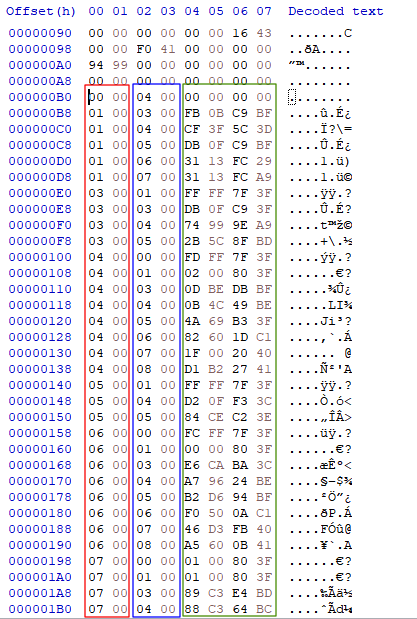 Offset(h) 00 01 02 03 04 05 06 07 Decoded text
00000090 00 00 00 00 00 00 16 43 .......C
00000098 00 00 F0 41 00 00 00 00 ..ðA....
000000A0 94 99 00 00 00 00 00 00 ”™......
000000A8 00 00 00 00 00 00 00 00 ........
000000B0 00 00 04 00 00 00 00 00 ........
000000B8 01 00 03 00 FB 0B C9 BF ....û.É¿
000000C0 01 00 04 00 CF 3F 5C 3D ....Ï?\=
000000C8 01 00 05 00 DB 0F C9 BF ....Û.É¿
000000D0 01 00 06 00 31 13 FC 29 ....1.ü)
000000D8 01 00 07 00 31 13 FC A9 ....1.ü©
000000E0 03 00 01 00 FF FF 7F 3F ....ÿÿ.?
000000E8 03 00 03 00 DB 0F C9 3F ....Û.É?
000000F0 03 00 04 00 74 99 9E A9 ....t™ž©
000000F8 03 00 05 00 2B 5C 8F BD ....+\.½
00000100 04 00 00 00 FD FF 7F 3F ....ýÿ.?
00000108 04 00 01 00 02 00 80 3F ......€?
00000110 04 00 03 00 0D BE DB BF .....¾Û¿
00000118 04 00 04 00 0B 4C 49 BE .....LI¾
00000120 04 00 05 00 4A 69 B3 3F ....Ji³?
00000128 04 00 06 00 82 60 1D C1 ....‚`.Á
00000130 04 00 07 00 1F 00 20 40 ...... @
00000138 04 00 08 00 D1 B2 27 41 ....Ñ²'A
00000140 05 00 01 00 FF FF 7F 3F ....ÿÿ.?
00000148 05 00 04 00 D2 0F F3 3C ....Ò.ó<
00000150 05 00 05 00 84 CE C2 3E ....„ÎÂ>
00000158 06 00 00 00 FC FF 7F 3F ....üÿ.?
00000160 06 00 01 00 00 00 80 3F ......€?
00000168 06 00 03 00 E6 CA BA 3C ....æÊº<
00000170 06 00 04 00 A7 96 24 BE ....§–$¾
00000178 06 00 05 00 B2 D6 94 BF ....²Ö”¿
00000180 06 00 06 00 F0 50 0A C1 ....ðP.Á
00000188 06 00 07 00 46 D3 FB 40 ....FÓû@
00000190 06 00 08 00 A5 60 0B 41 ....¥`.A
00000198 07 00 00 00 01 00 80 3F ......€?
000001A0 07 00 01 00 01 00 80 3F ......€?
000001A8 07 00 03 00 89 C3 E4 BD ....‰Ãä½
000001B0 07 00 04 00 88 C3 64 BC ....ˆÃd¼